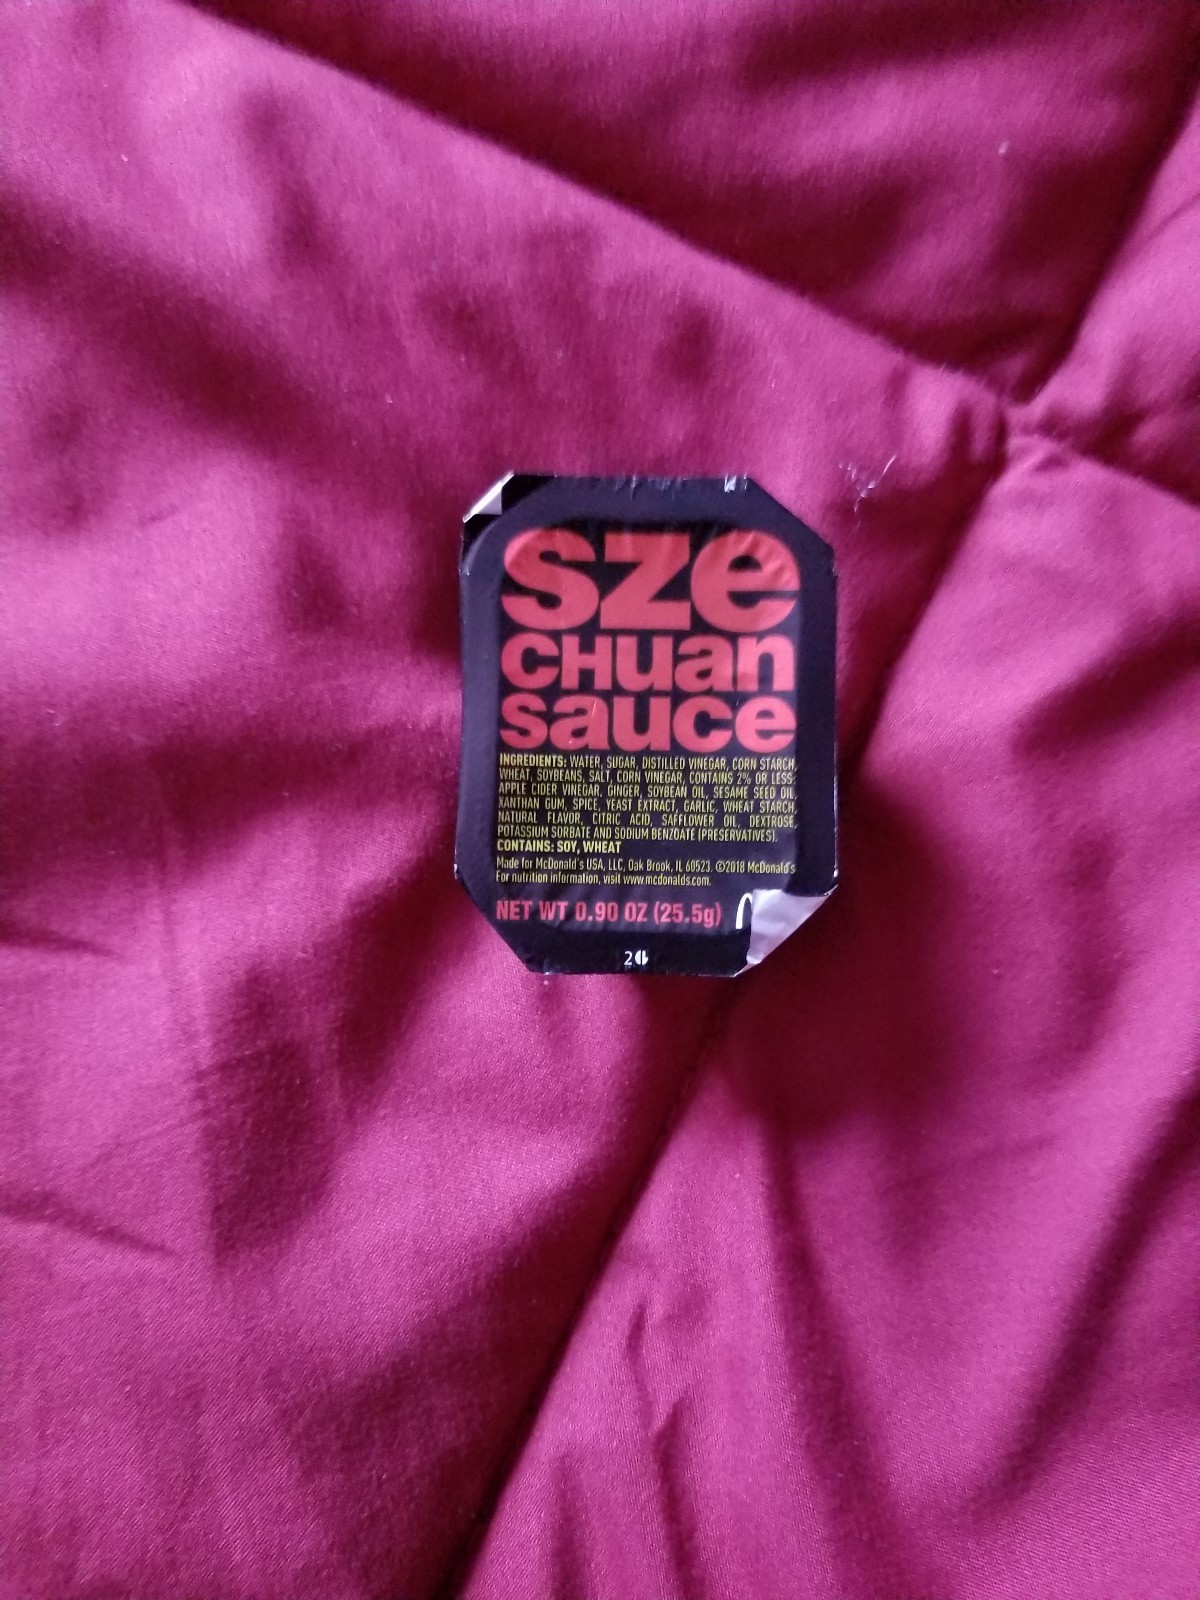 sze
CHuan
sauce
INGREDIENTS: WATER, SUGAR, DISTILLED VINEGAR, CORN STARCH,
WHEAT, SOYBEANS, SALT, CORN VINEGAR, CONTAINS 2% OR LESS:
APPLE CIDER VINEGAR, GINGER, SOYBEAN OIL, SESAME SEED OIL,
XANTHAN GUM, SPICE, YEAST EXTRACT, GARLIC, WHEAT STARCH,
NATURAL FLAVOR, CITRIC ACID, SAFFLOWER OIL, DEXTROSE,
POTASSIUM SORBATE AND SODIUM BENZOATE (PRESERVATIVES).
CONTAINS: SOY, WHEAT
Made for McDonald's USA, LLC, Oak Brook, IL 60523. ©2018 McDonald's
For nutrition information, visit www.mcdonalds.com.
NET WT 0.90 OZ (25.5g)
2